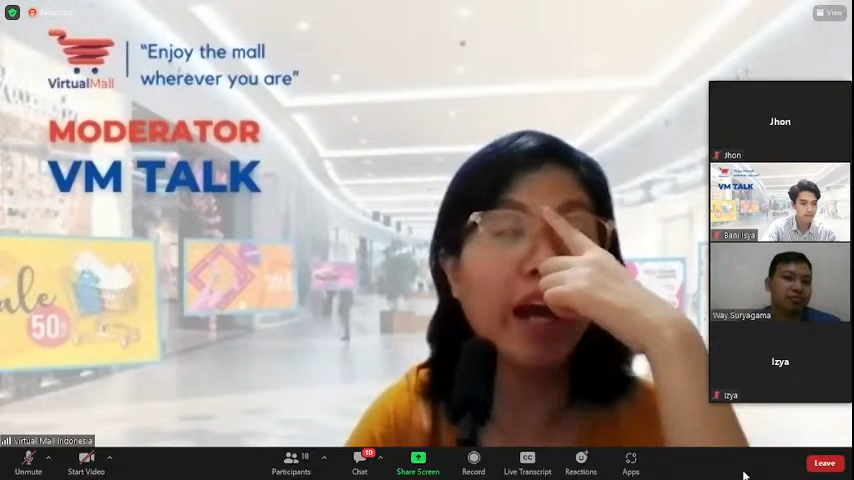 View
VirtualMall
"Enjoy the mall
wherever you are"
MODERATOR
VM TALK
Sale
50
Jhon
Jhon
VM TALK
Bani Isya
Way Suryagama
Izya
Izya
Virtual Mall Indonesia
Unmute
Start Video
Participants
18
Chat
10
Share Screen
Record
CC
Live Transcript
Reactions
Apps
Leave